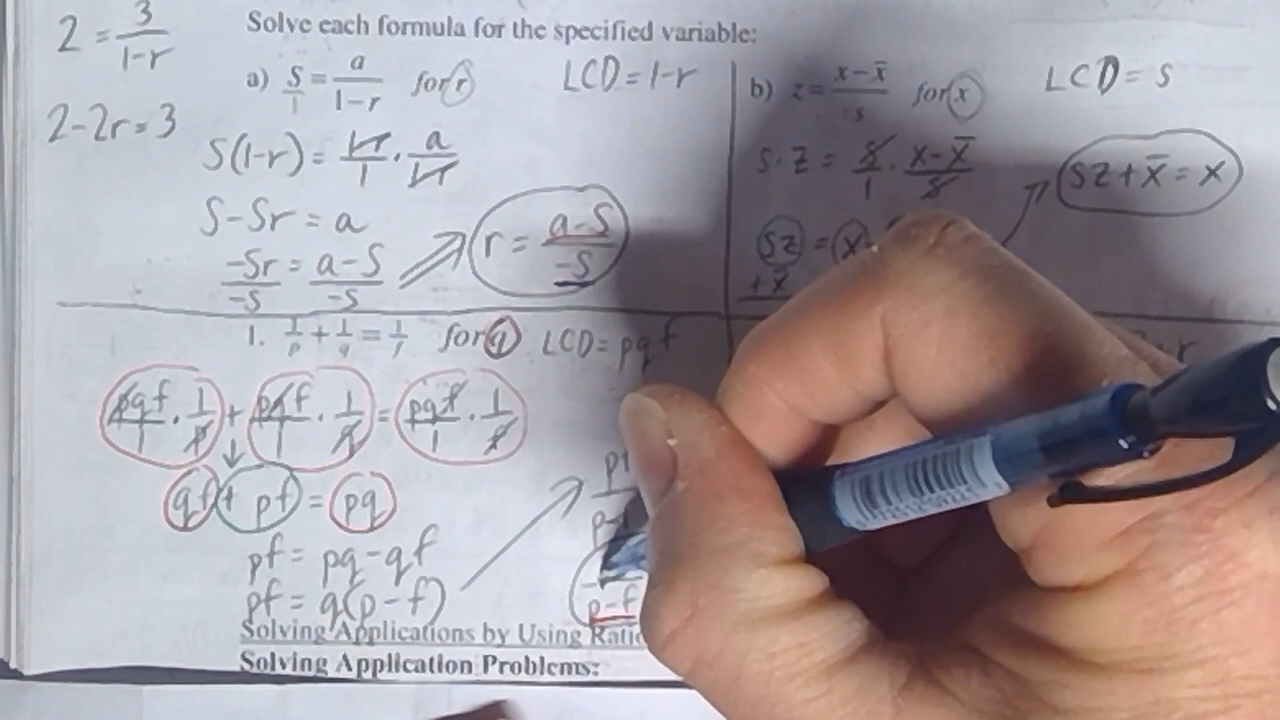 2 = 3/(1-r)
2-2r=3
Solve each formula for the specified variable:
a) S/1 = a/(1-r) for r
LCD = 1-r
S(1-r) = (1-r)/1 · a/(1-r)
S-Sr = a
-Sr/-S = (a-S)/-S
r = (a-S)/-S
b) z = (x-x̄)/s for x
LCD = s
s·z = s/1 · (x-x̄)/s
sz = x
+x̄
sz+x̄ = x
1. 1/p + 1/q = 1/f for q
LCD = pqf
pqf/1 · 1/p + pqf/1 · 1/q = pqf/1 · 1/f
qf + pf = pq
pf = pq-qf
pf = q(p-f)
p-f
Solving Applications by Using
Solving Application Problems: